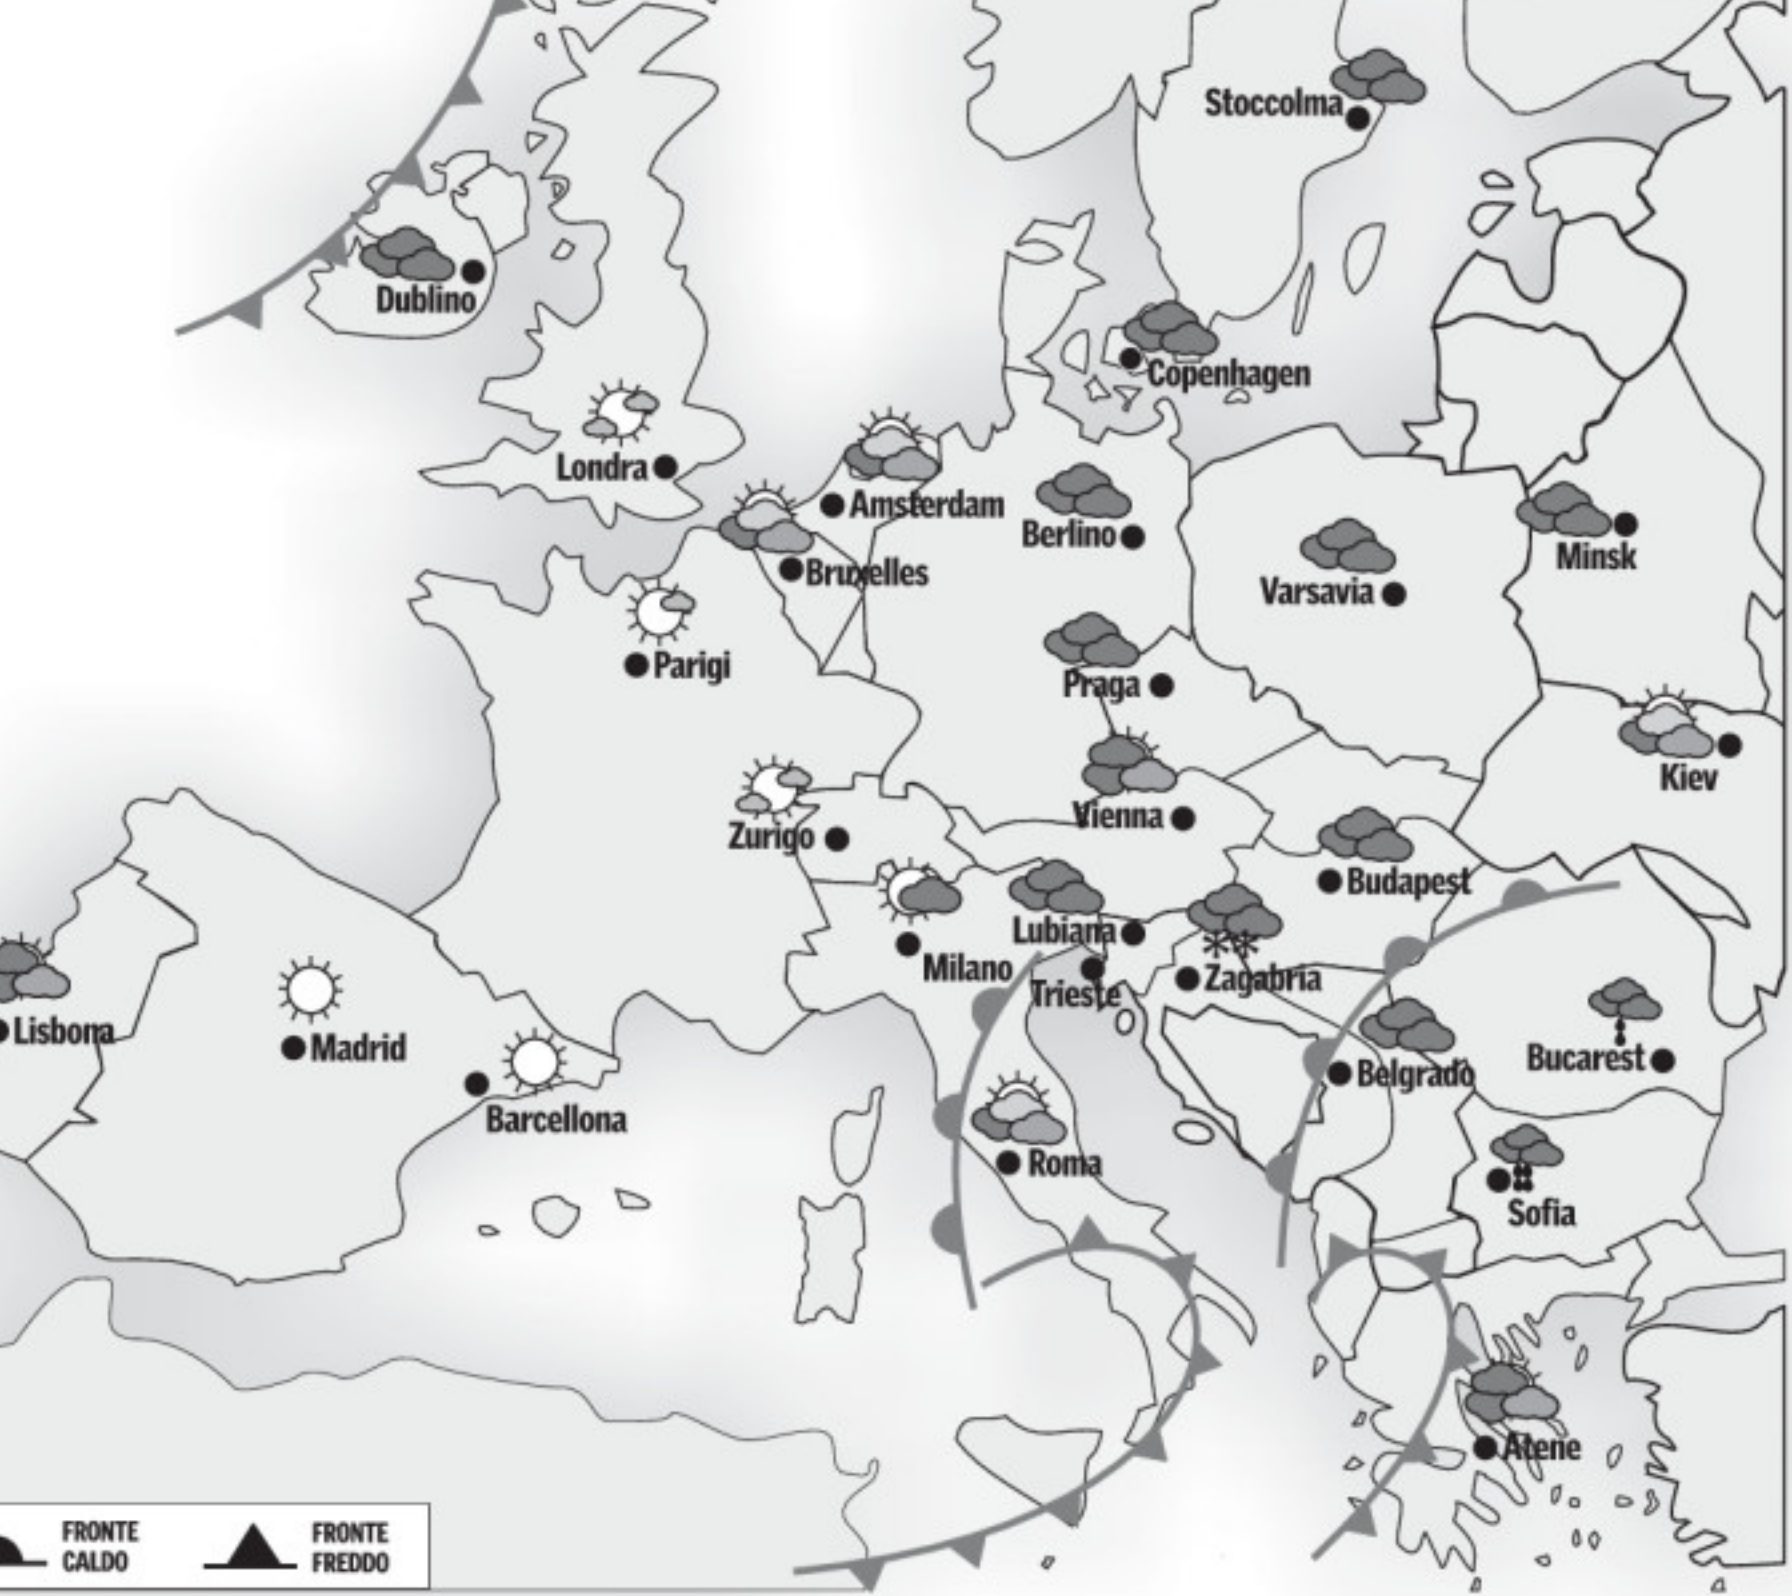 Stoccolma
Dublino
Copenhagen
Londra
Amsterdam
Berlino
Minsk
Bruxelles
Varsavia
Parigi
Praga
Kiev
Vienna
Zurigo
Budapest
Lubiana
Milano
Zagabria
Trieste
Lisbona
Madrid
Bucarest
Belgrado
Barcellona
Roma
Sofia
Atene
FRONTE
CALDO
FRONTE
FREDDO